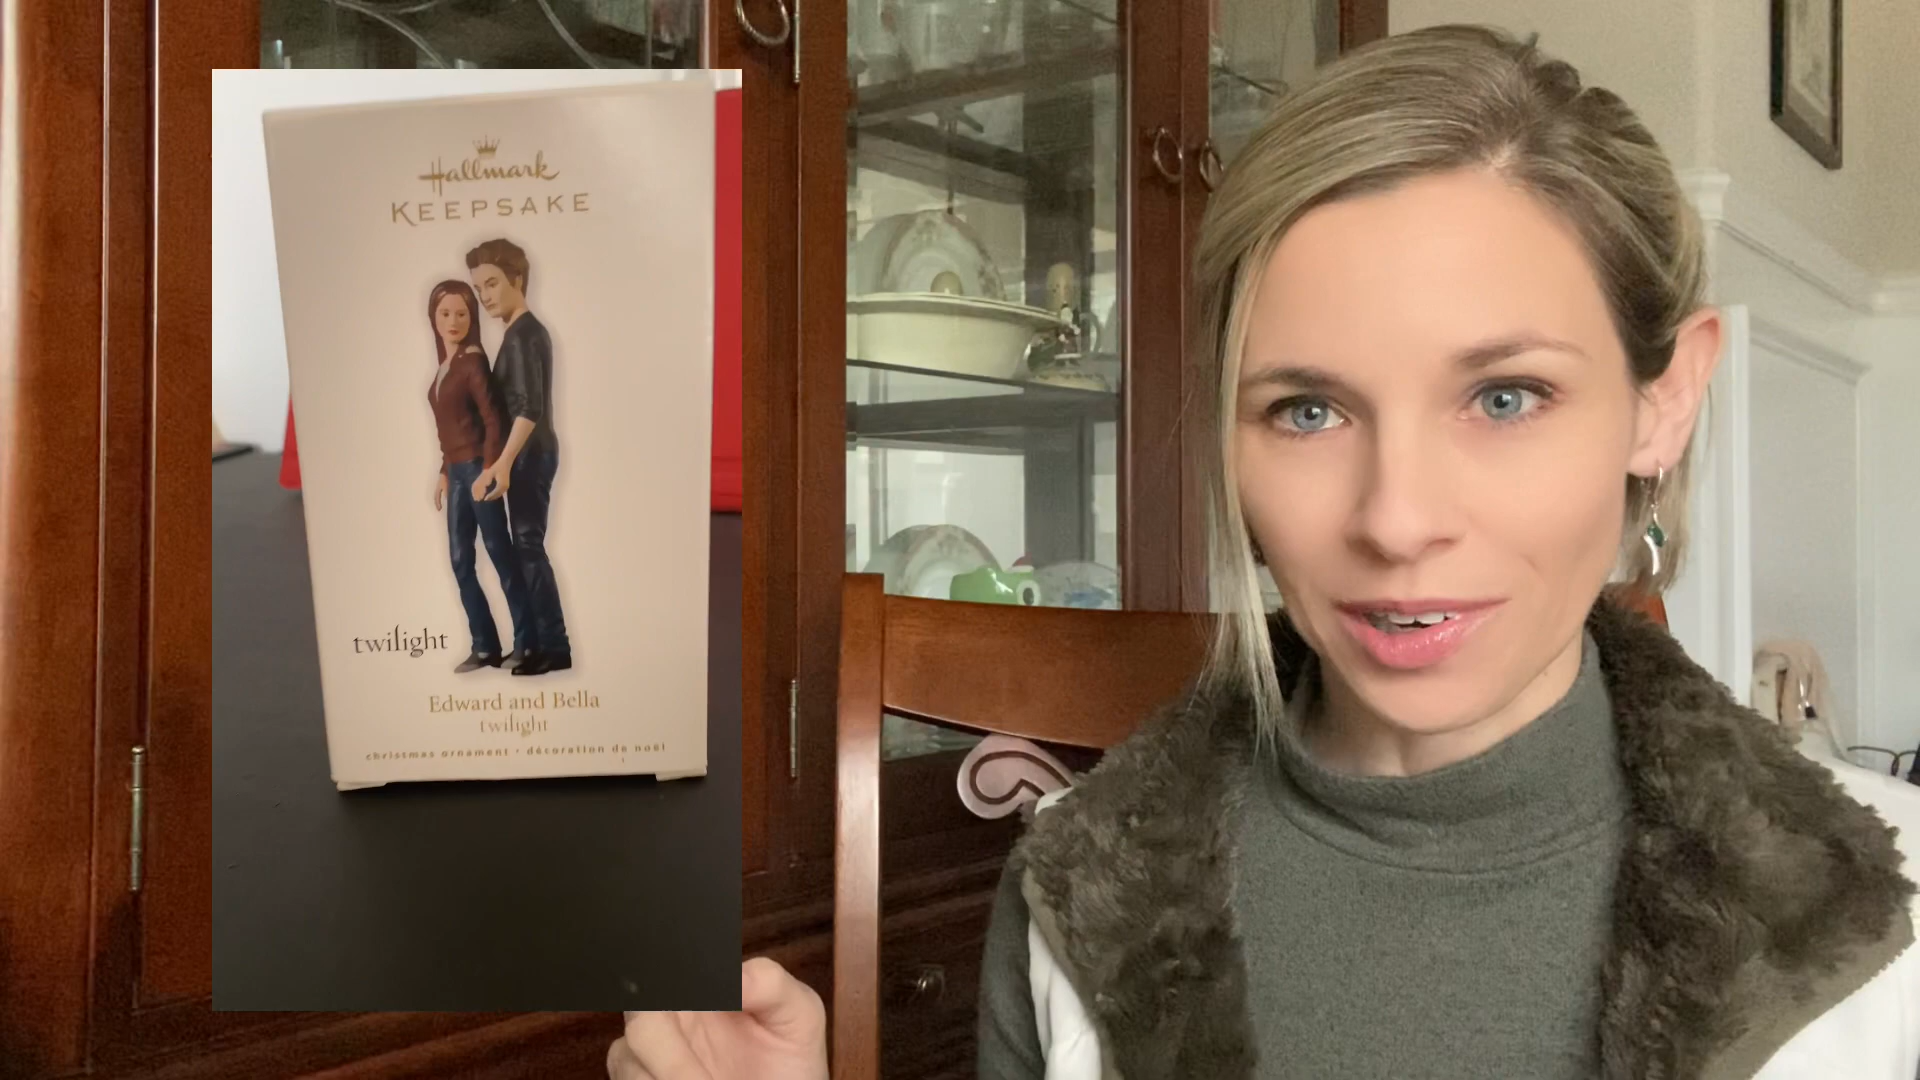 Hallmark
KEEPSAKE
twilight
Edward and Bella
twilight
christmas ornament • décoration de noël